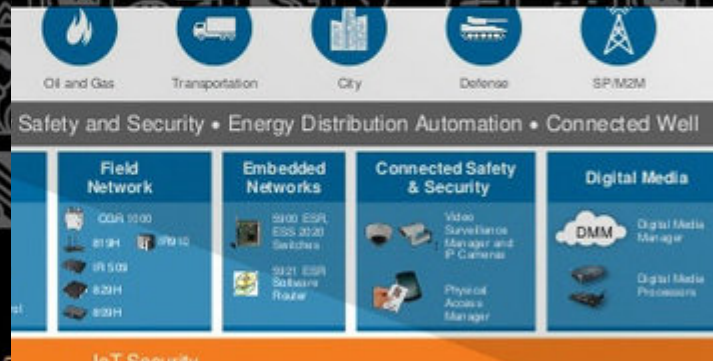 Oil and Gas
Transportation
City
Defense
SP/M2M
Safety and Security • Energy Distribution Automation • Connected Well
Field
Network
CGR 1000
819H
IR910
IR 509
829H
809H
Embedded
Networks
5900 ESR,
ESS 2020
Switches
5921 ESR
Software
Router
Connected Safety
& Security
Video
Surveillance
Manager and
IP Cameras
Physical
Access
Manager
Digital Media
DMM
Digital Media
Manager
Digital Media
Processors
IoT Security